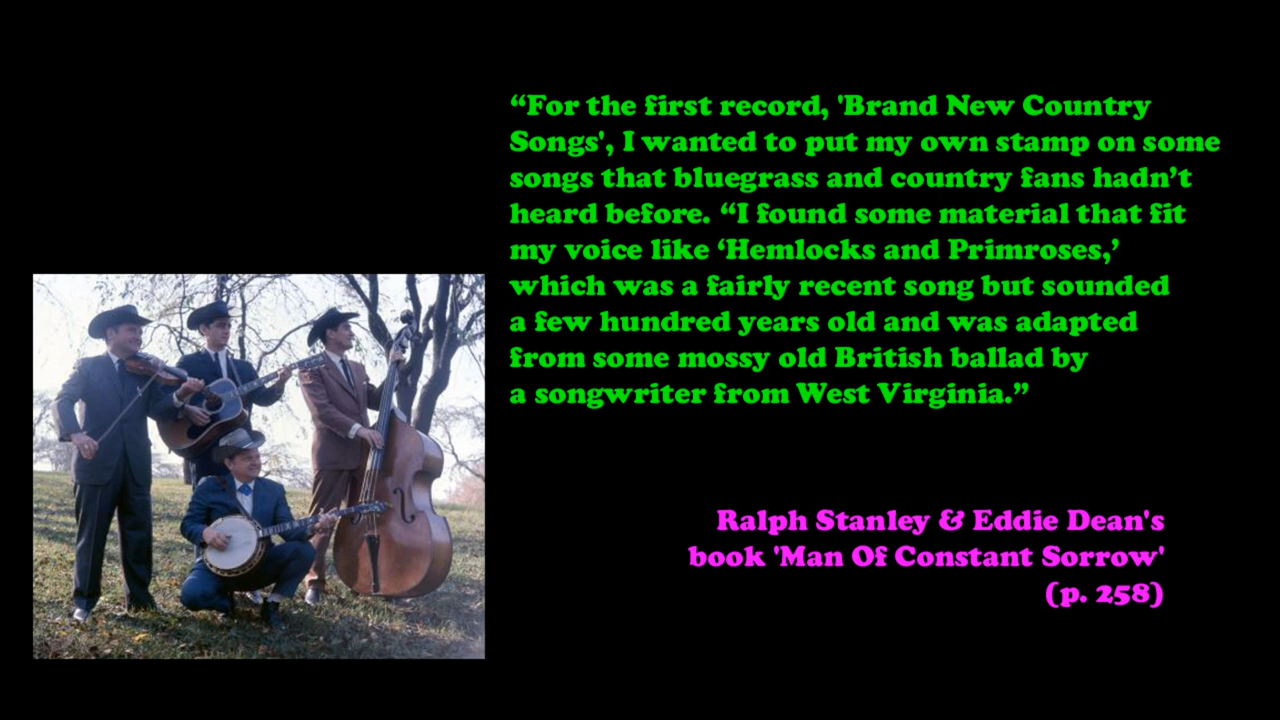 “For the first record, 'Brand New Country
Songs', I wanted to put my own stamp on some
songs that bluegrass and country fans hadn’t
heard before. “I found some material that fit
my voice like ‘Hemlocks and Primroses,’
which was a fairly recent song but sounded
a few hundred years old and was adapted
from some mossy old British ballad by
a songwriter from West Virginia.”
Ralph Stanley & Eddie Dean's
book 'Man Of Constant Sorrow'
(p. 258)